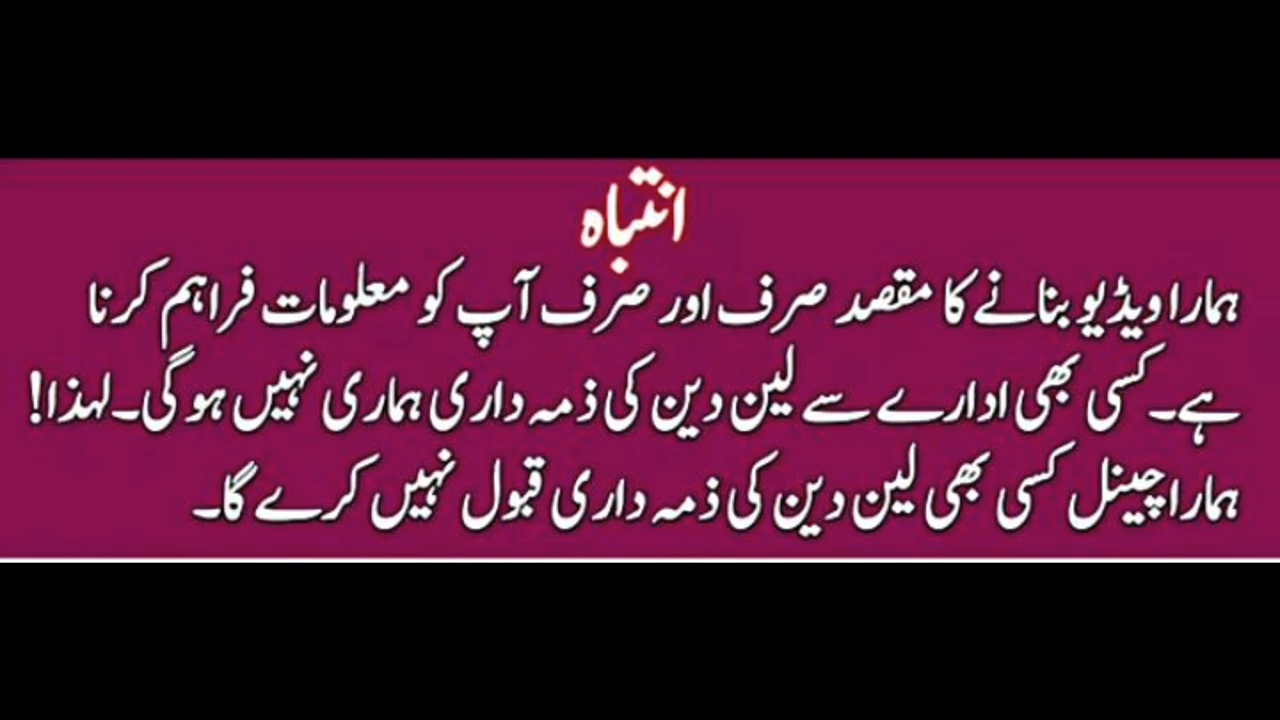 انتباہ
ہمارا ویڈیو بنانے کا مقصد صرف اور صرف آپ کو معلومات فراہم کرنا
ہے۔ کسی بھی ادارے سے لین دین کی ذمہ داری ہماری نہیں ہوگی۔ لہذا!
ہمارا چینل کسی بھی لین دین کی ذمہ داری قبول نہیں کرے گا۔